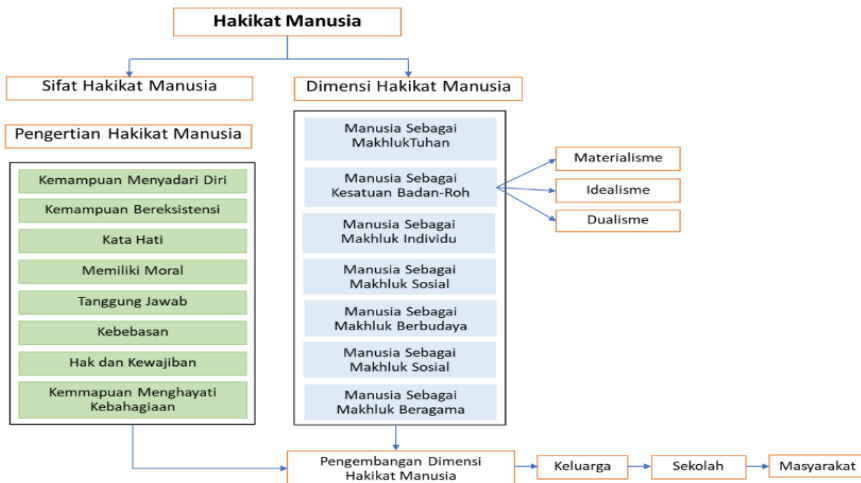 Hakikat Manusia
Sifat Hakikat Manusia
Dimensi Hakikat Manusia
Pengertian Hakikat Manusia
Kemampuan Menyadari Diri
Kemampuan Bereksistensi
Kata Hati
Memiliki Moral
Tanggung Jawab
Kebebasan
Hak dan Kewajiban
Kemmapuan Menghayati
Kebahagiaan
Manusia Sebagai
MakhlukTuhan
Manusia Sebagai
Kesatuan Badan-Roh
Manusia Sebagai
Makhluk Individu
Manusia Sebagai
Makhluk Sosial
Manusia Sebagai
Makhluk Berbudaya
Manusia Sebagai
Makhluk Sosial
Manusia Sebagai
Makhluk Beragama
Materialisme
Idealisme
Dualisme
Pengembangan Dimensi
Hakikat Manusia
Keluarga
Sekolah
Masyarakat